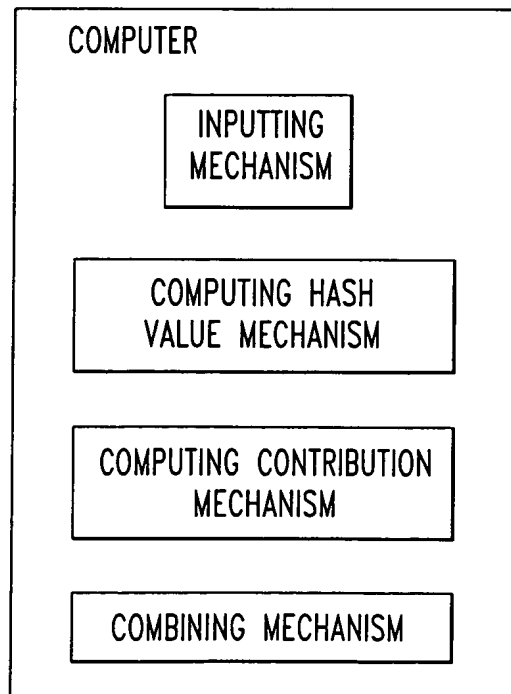 COMPUTER
INPUTTING
MECHANISM
COMPUTING HASH
VALUE MECHANISM
COMPUTING CONTRIBUTION
MECHANISM
COMBINING MECHANISM